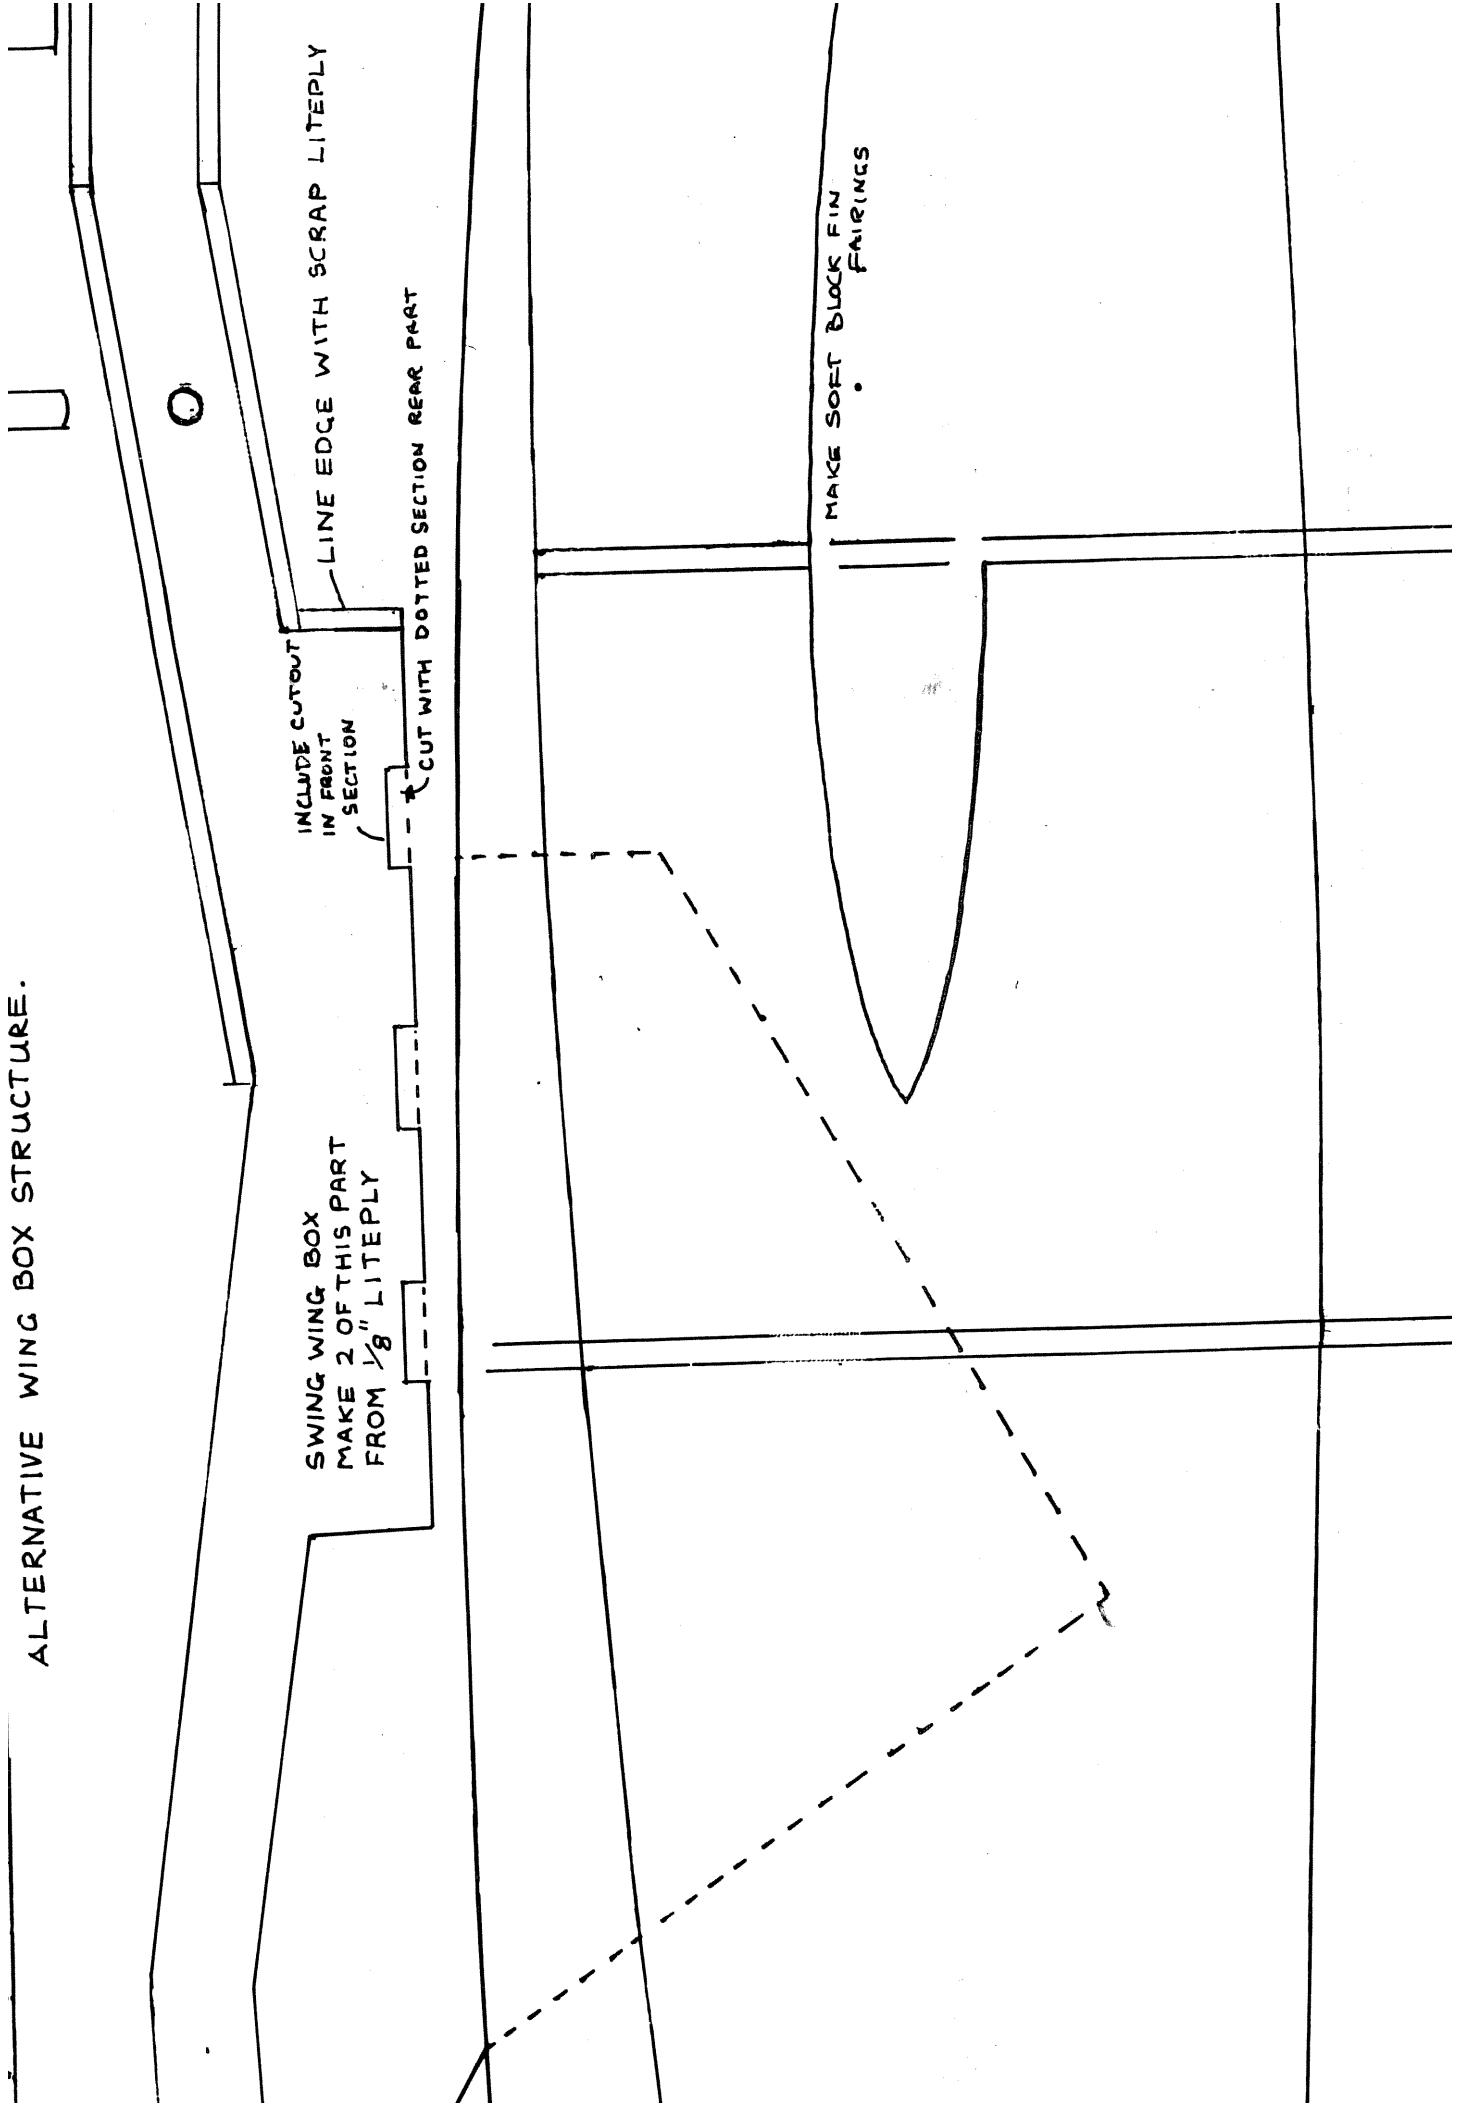 ALTERNATIVE WING BOX STRUCTURE.
SWING WING BOX
MAKE 2 OF THIS PART
FROM 1/8" LITEPLY
INCLUDE CUTOUT
IN FRONT
SECTION
LINE EDGE WITH SCRAP LITEPLY
CUT WITH DOTTED SECTION REAR PART
MAKE SOFT BLOCK FIN
FAIRINGS